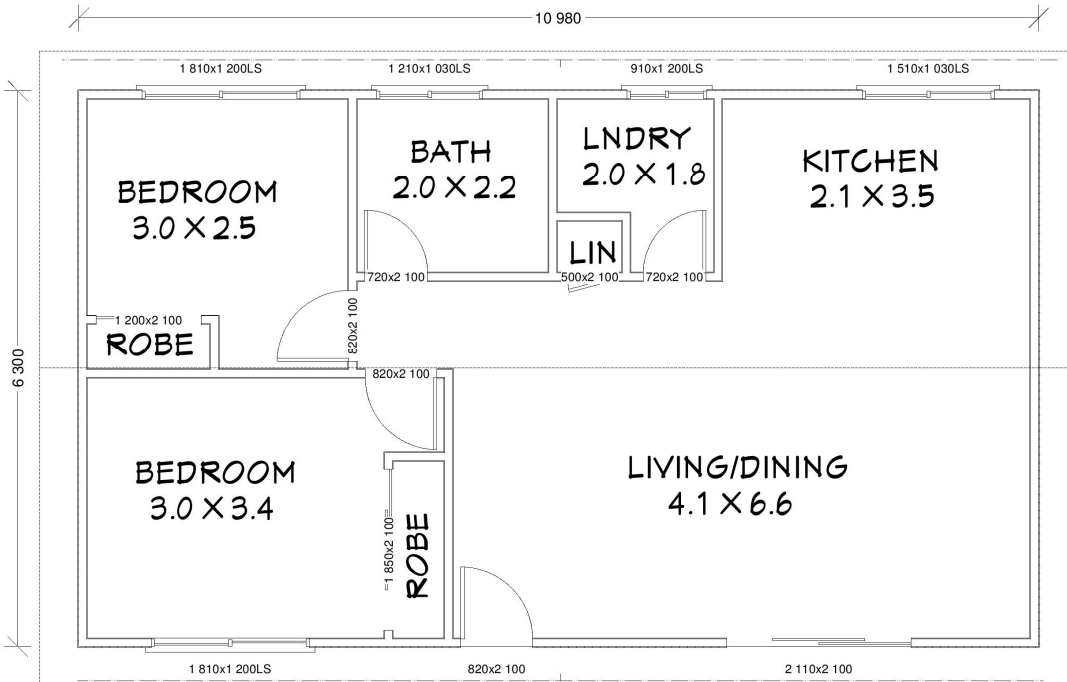 10 980
1 810x1 200LS
1 210x1 030LS
910x1 200LS
1 510x1 030LS
BEDROOM
3.0 X 2.5
BATH
2.0 X 2.2
LNDRY
2.0 X 1.8
KITCHEN
2.1 X 3.5
LIN
720x2 100
500x2 100
720x2 100
1 200x2 100
ROBE
820x2 100
6 300
820x2 100
BEDROOM
3.0 X 3.4
1 850x2 100
ROBE
LIVING/DINING
4.1 X 6.6
1 810x1 200LS
820x2 100
2 110x2 100